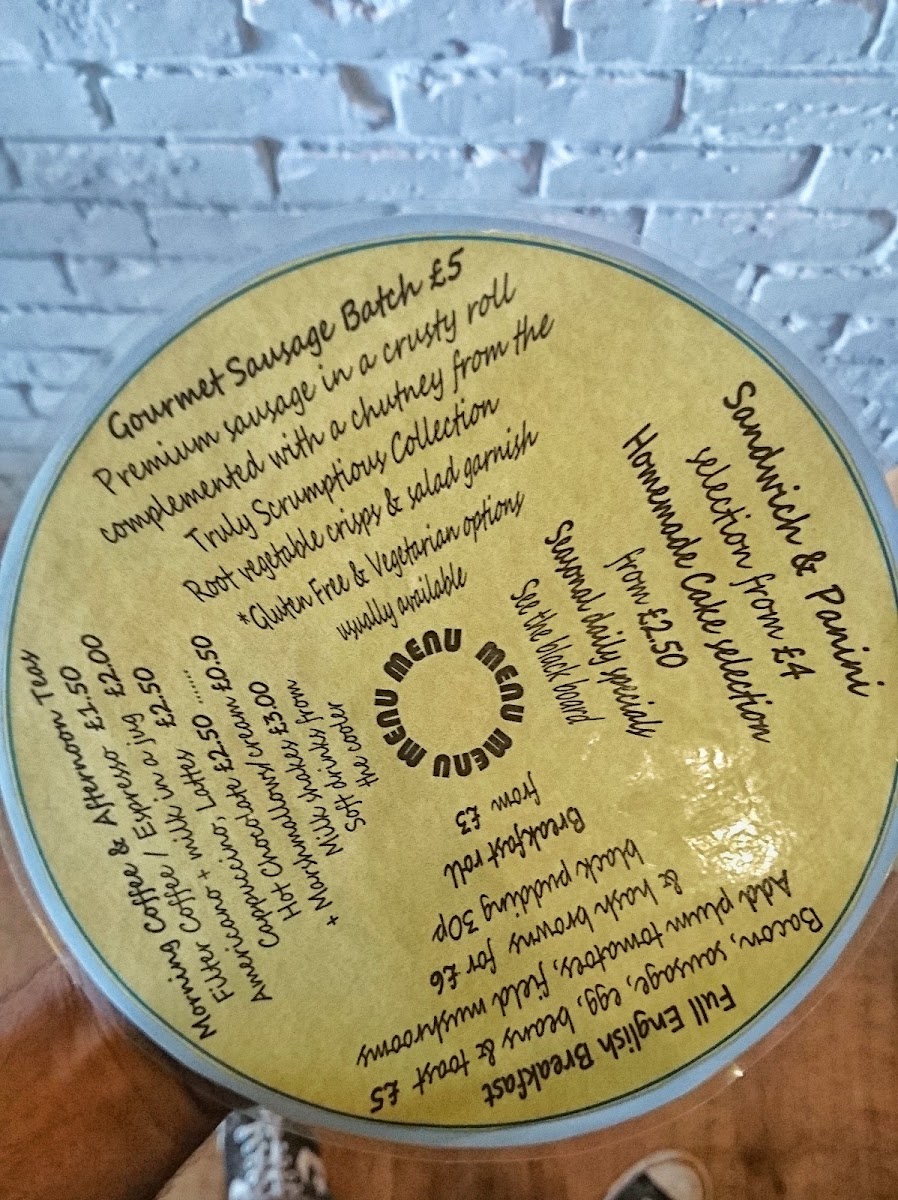 Gourmet Sausage Batch £5
Premium sausage in a crusty roll
complemented with a chutney from the
Truly Scrumptious Collection
Root vegetable crisps & salad garnish
*Gluten Free & Vegetarian options
usually available
Sandwich & Panini
selection from £4
Homemade Cake selection
from £2.50
Seasonal daily specials
See the black board
Full English Breakfast
Bacon, sausage, egg, beans & toast £5
Add plum tomatoes, field mushrooms
& hash browns for £6
black pudding 30p
Breakfast roll
from £3
Morning Coffee & Afternoon Teas
Filter Coffee / Espresso £1.50
Americano + milk in a jug £2.00
Cappuccino, Lattes £2.50
Hot Chocolate £2.50 .......
+ Marshmallows/cream £0.50
Milk shakes from £3.00
Soft drinks from
the cooler
MENU MENU MENU MENU MENU